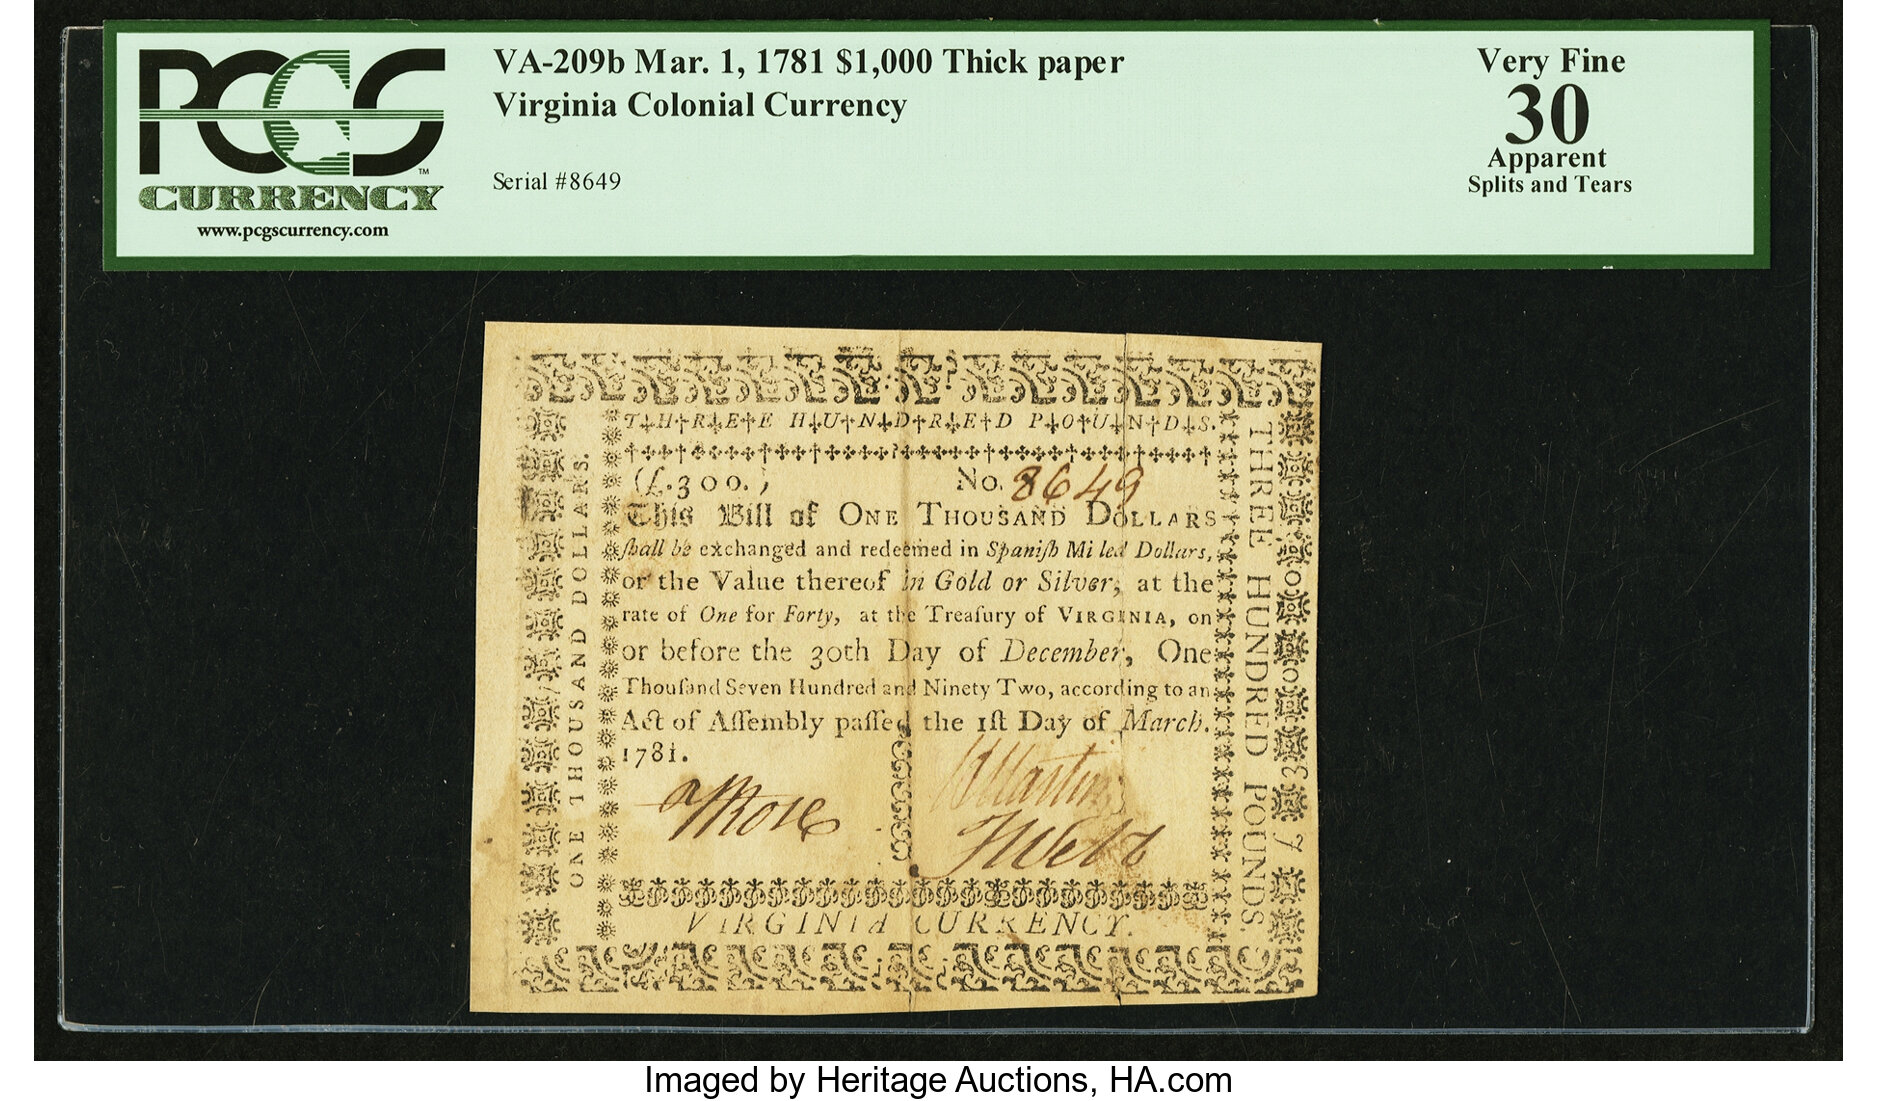 PCGS
CURRENCY
™
www.pcgscurrency.com
VA-209b Mar. 1, 1781 $1,000 Thick paper
Virginia Colonial Currency
Serial #8649
Very Fine
30
Apparent
Splits and Tears
THREE HUNDRED POUNDS.
(£.300.) No. 8649
This Bill of ONE THOUSAND DOLLARS
ſhall be exchanged and redeemed in Spaniſh Mi led Dollars,
or the Value thereof in Gold or Silver, at the
rate of One for Forty, at the Treaſury of VIRGINIA, on
or before the 30th Day of December, One
Thouſand Seven Hundred and Ninety Two, according to an
Act of Aſſembly paſſed the 1ſt Day of March.
1781.
Martin
T Webb
VIRGINIA CURRENCY.
ONE THOUSAND DOLLARS.
THREE HUNDRED POUNDS.
Imaged by Heritage Auctions, HA.com